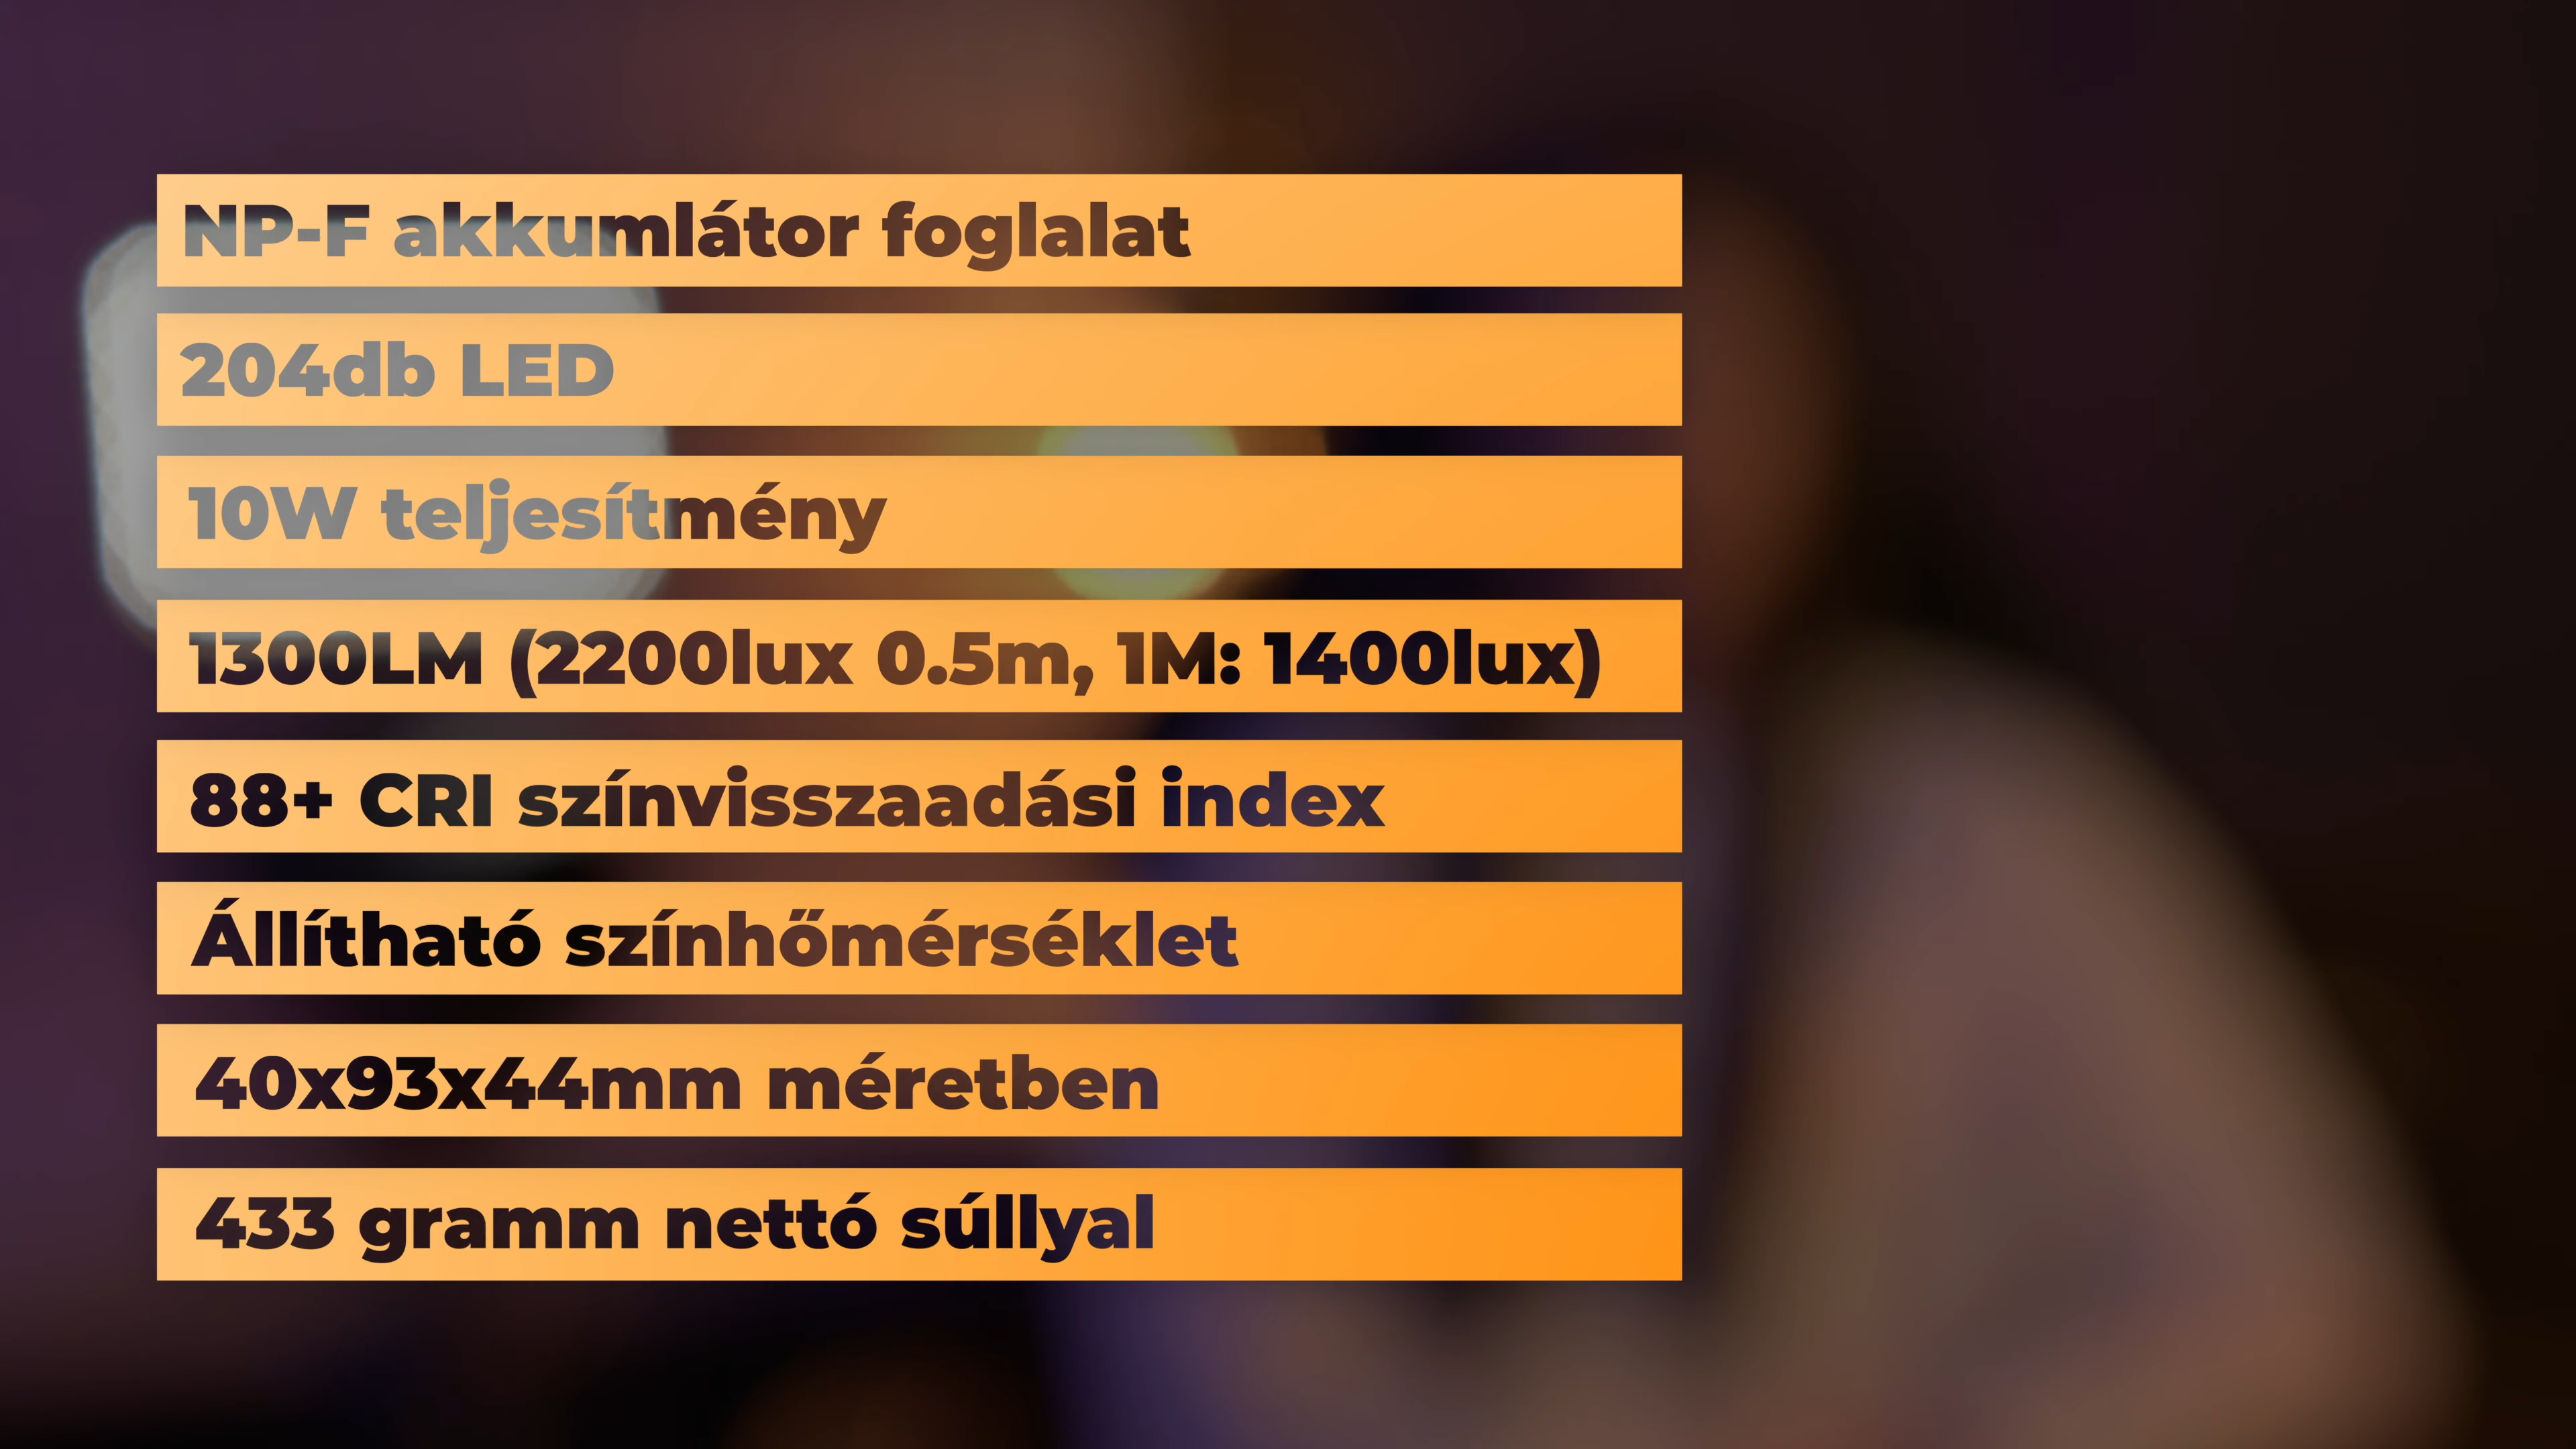 NP-F akkumlátor foglalat
204db LED
10W teljesítmény
1300LM (2200lux 0.5m, 1M: 1400lux)
88+ CRI színvisszaadási index
Állítható színhőmérséklet
40x93x44mm méretben
433 gramm nettó súllyal